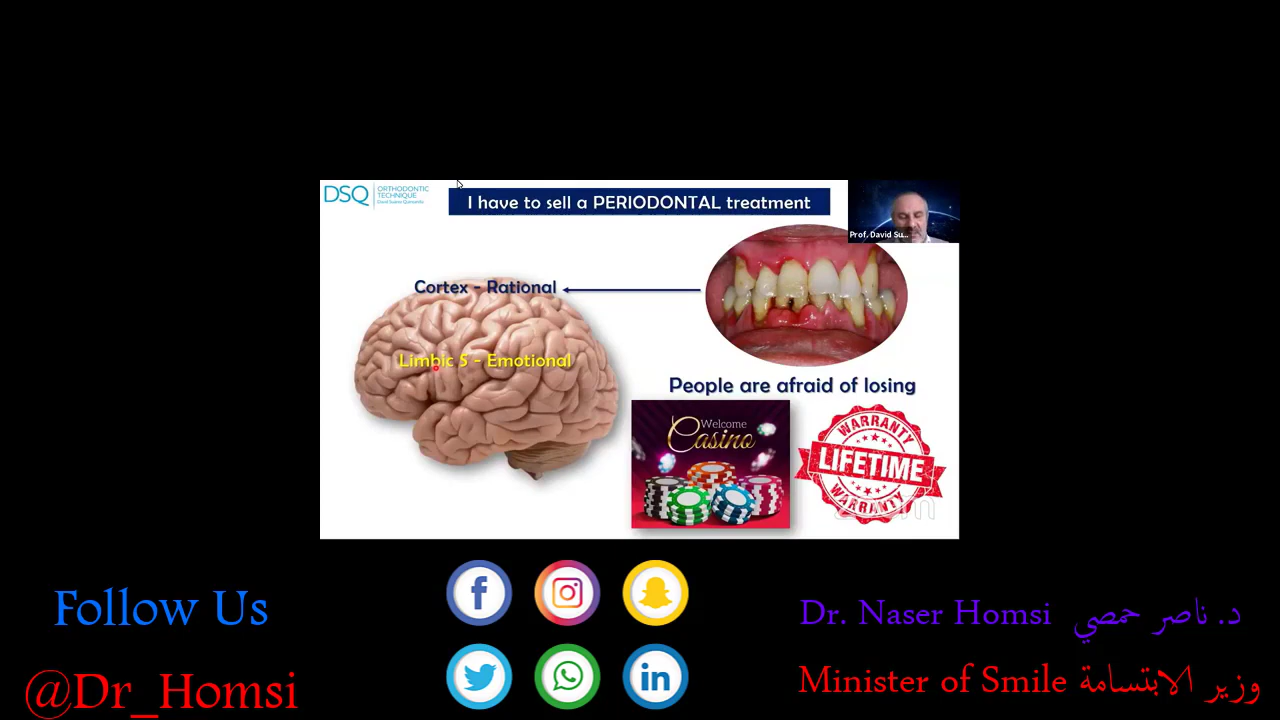 DSQ
ORTHODONTIC
TECHNIQUE
I have to sell a PERIODONTAL treatment
Prof. David Su...
Cortex - Rational
Limbic S - Emotional
People are afraid of losing
Welcome
Casino
WARRANTY
LIFETIME
WARRANTY
zoom
Follow Us
@Dr_Homsi
Dr. Naser Homsi د. ناصر حمصي
Minister of Smile وزير الابتسامة